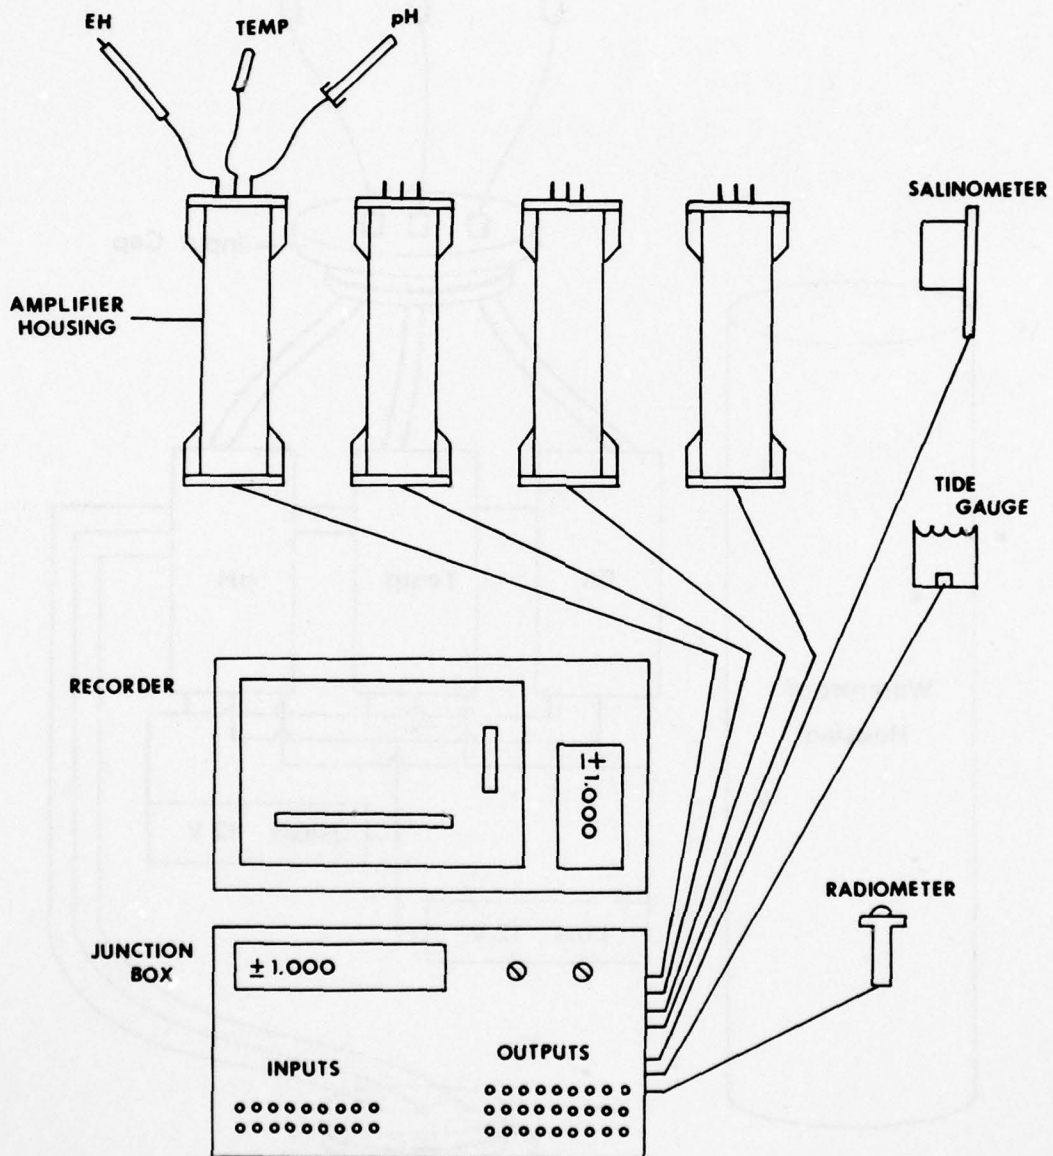 EH
TEMP
pH
SALINOMETER
AMPLIFIER
HOUSING
TIDE
GAUGE
RECORDER
± 1.000
RADIOMETER
JUNCTION
BOX
± 1.000
INPUTS
OUTPUTS